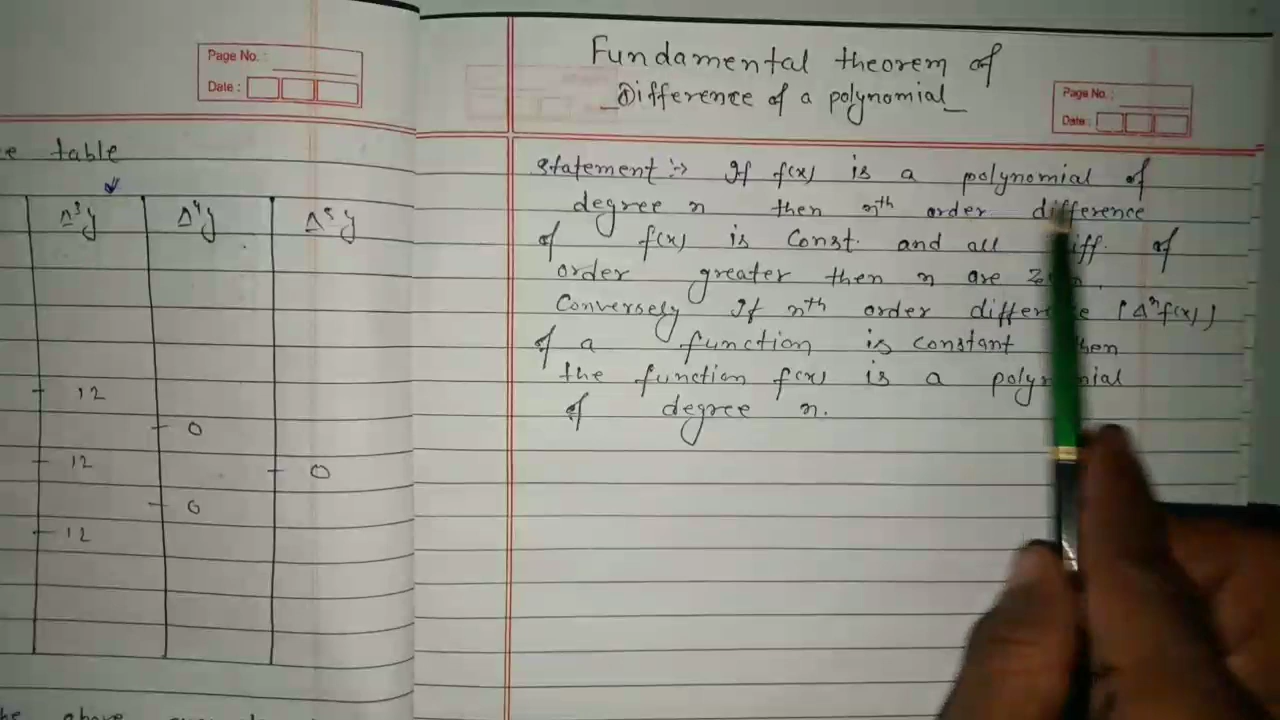 Page No. :
Date :
e table
Δ³y Δ⁴y Δ⁵y
12
0
12 0
0
12
Fundamental theorem of
Difference of a polynomial
Page No. :
Date :
Statement :- If f(x) is a polynomial of
degree n then nth order difference
of f(x) is Const. and all diff. of
order greater then n are
Conversely If nth order [Δⁿf(x)]
of a function is constant then
the function f(x) is a polynomial
of degree n.
above